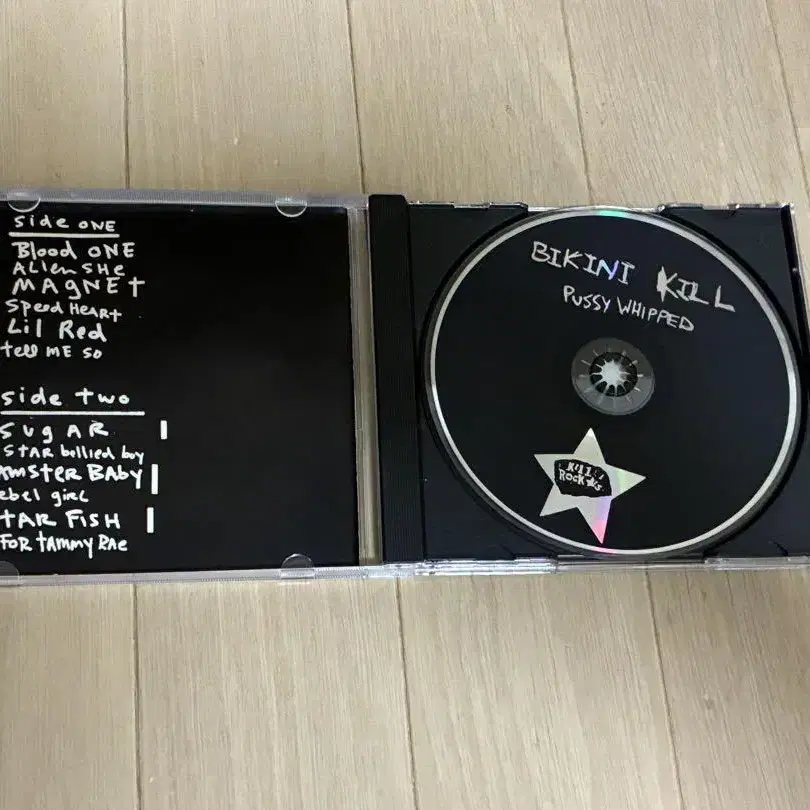 side ONE
Blood ONE
Alien SHe
MAGNEt
Speed HEARt
Lil Red
tell ME SO
side two
SUgAR
STAR bellied boy
AMSteR BABy
ebel giRL
TAR FISH
FOR tAMMY RAe
BIKINI KILL
PUSSY WHIPPED
KILL
ROCK